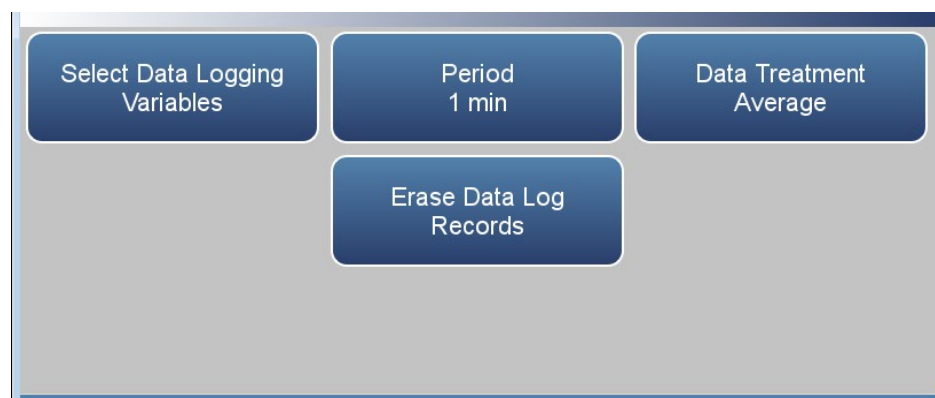 Select Data Logging
Variables
Period
1 min
Data Treatment
Average
Erase Data Log
Records